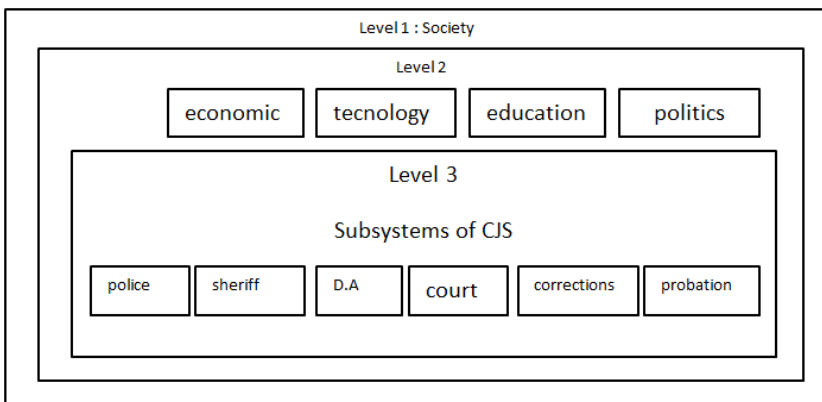 Level 1 : Society
Level 2
economic tecnology education politics
Level 3
Subsystems of CJS
police sheriff D.A court corrections probation